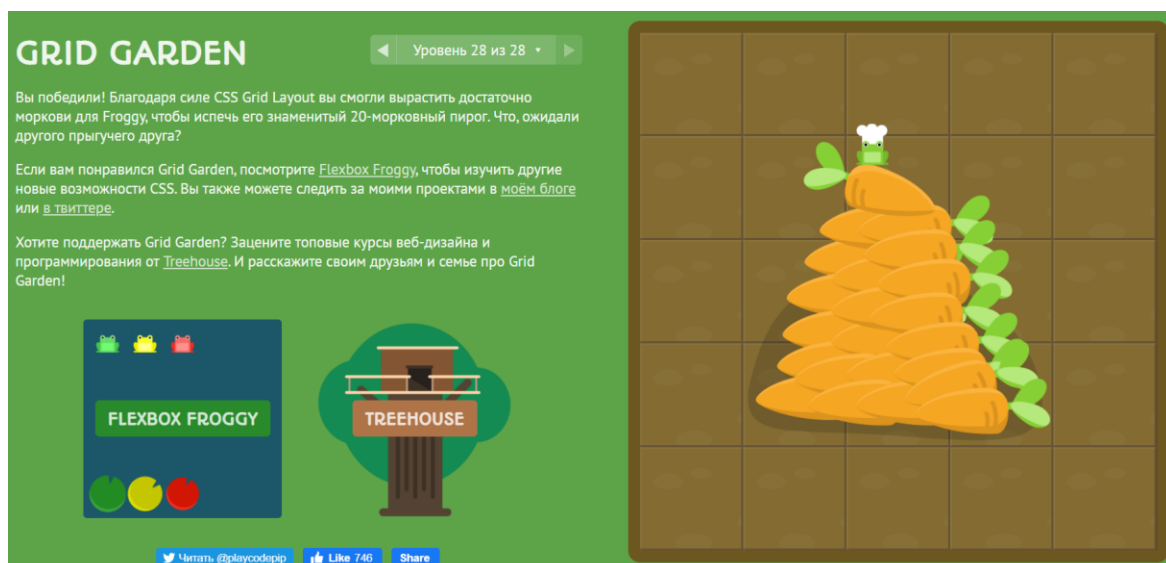 GRID GARDEN
Уровень 28 из 28
Вы победили! Благодаря силе CSS Grid Layout вы смогли вырастить достаточно
моркови для Froggy, чтобы испечь его знаменитый 20-морковный пирог. Что, ожидали
другого прыгучего друга?
Если вам понравился Grid Garden, посмотрите Flexbox Froggy, чтобы изучить другие
новые возможности CSS. Вы также можете следить за моими проектами в моём блоге
или в твиттере.
Хотите поддержать Grid Garden? Зацените топовые курсы веб-дизайна и
программирования от Treehouse. И расскажите своим друзьям и семье про Grid
Garden!
FLEXBOX FROGGY
TREEHOUSE
Читать @playcodepip
Like 746
Share